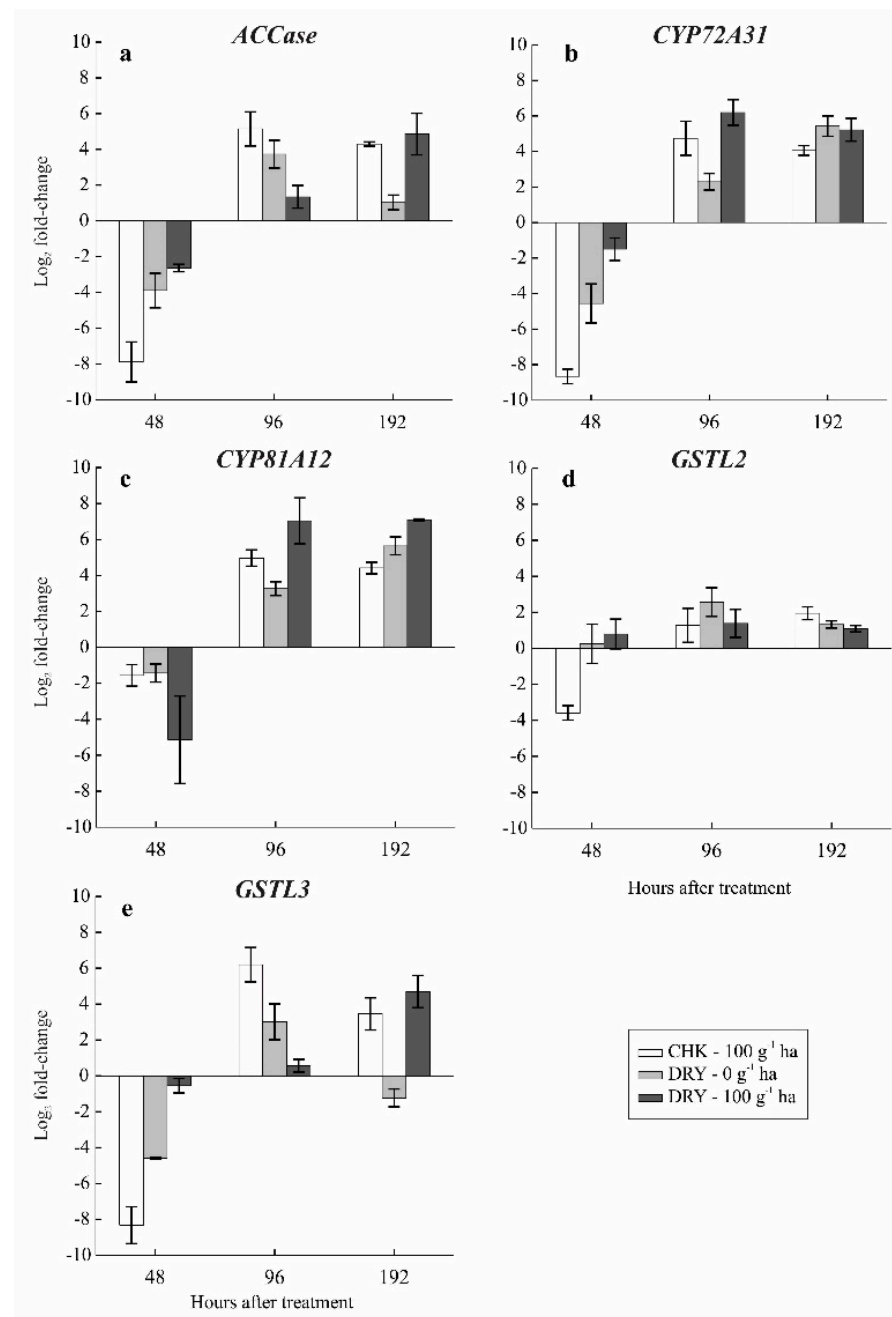 ACCase
a
Log₂ fold-change
10
8
6
4
2
0
-2
-4
-6
-8
-10
48 96 192
CYP72A31
b
10
8
6
4
2
0
-2
-4
-6
-8
-10
48 96 192
CYP81A12
c
Log₂ fold-change
10
8
6
4
2
0
-2
-4
-6
-8
-10
48 96 192
GSTL2
d
10
8
6
4
2
0
-2
-4
-6
-8
-10
48 96 192
Hours after treatment
GSTL3
e
Log₂ fold-change
10
8
6
4
2
0
-2
-4
-6
-8
-10
48 96 192
Hours after treatment
CHK - 100 g⁻¹ ha
DRY - 0 g⁻¹ ha
DRY - 100 g⁻¹ ha